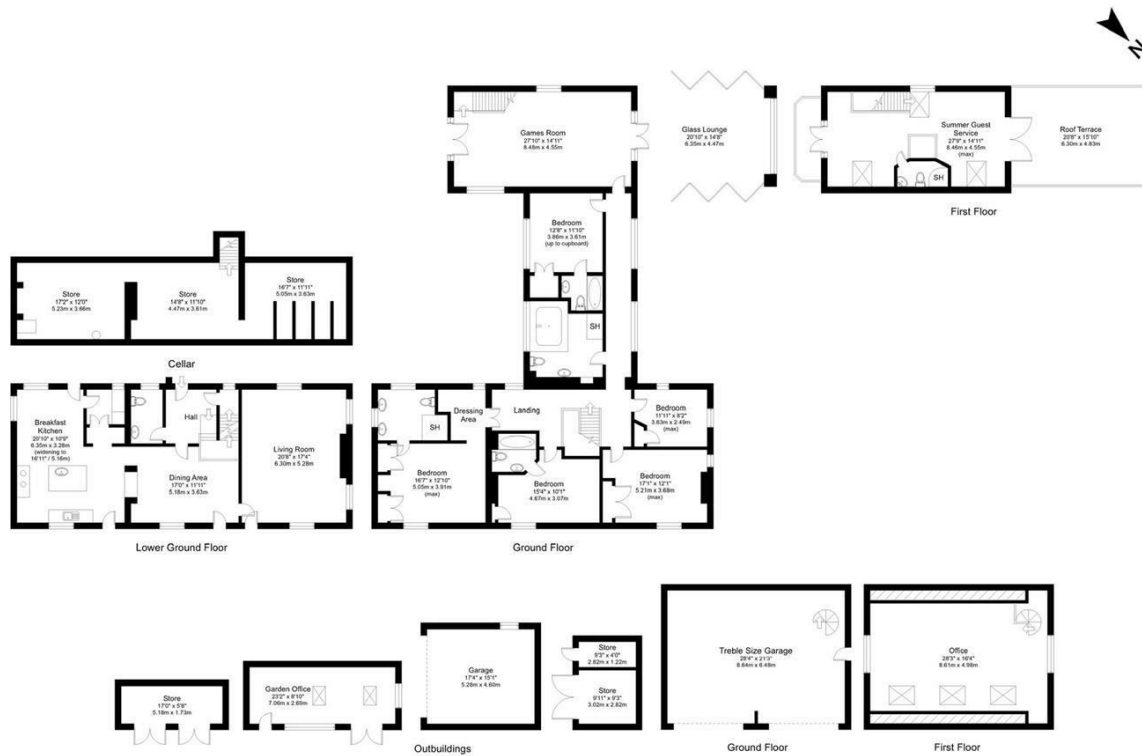 N
Games Room
27'10" x 14'11"
8.48m x 4.55m
Glass Lounge
20'10" x 14'8"
6.35m x 4.47m
Summer Guest
Service
27'9" x 14'11"
8.46m x 4.55m
(max)
SH
Roof Terrace
20'8" x 15'10"
6.30m x 4.83m
First Floor
Bedroom
12'8" x 11'10"
3.86m x 3.61m
(up to cupboard)
SH
Store
17'2" x 12'0"
5.23m x 3.66m
Store
14'8" x 11'10"
4.47m x 3.61m
Store
16'7" x 11'11"
5.05m x 3.63m
Cellar
Breakfast
Kitchen
20'10" x 10'9"
6.35m x 3.28m
(widening to
16'11" / 5.16m)
Hall
Dining Area
17'0" x 11'11"
5.18m x 3.63m
Living Room
20'8" x 17'4"
6.30m x 5.28m
Lower Ground Floor
Dressing
Area
SH
Landing
Bedroom
11'11" x 8'2"
3.63m x 2.49m
(max)
Bedroom
16'7" x 12'10"
5.05m x 3.91m
(max)
Bedroom
15'4" x 10'1"
4.67m x 3.07m
Bedroom
17'1" x 12'1"
5.21m x 3.68m
(max)
Ground Floor
Store
17'0" x 5'8"
5.18m x 1.73m
Garden Office
23'2" x 8'10"
7.06m x 2.69m
Garage
17'4" x 15'1"
5.28m x 4.60m
Store
9'3" x 4'0"
2.82m x 1.22m
Store
9'11" x 9'3"
3.02m x 2.82m
Outbuildings
Treble Size Garage
28'4" x 21'3"
8.64m x 6.48m
Ground Floor
Office
28'3" x 16'4"
8.61m x 4.98m
First Floor